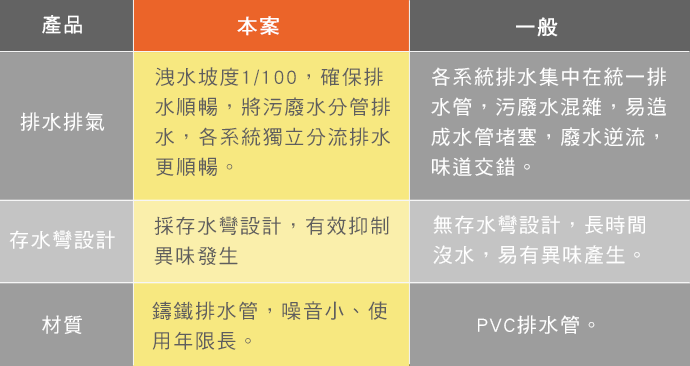 產品
本案
一般
排水排氣
洩水坡度1/100，確保排
水順暢，將污廢水分管排
水，各系統獨立分流排水
更順暢。
各系統排水集中在統一排
水管，污廢水混雜，易造
成水管堵塞，廢水逆流，
味道交錯。
存水彎設計
採存水彎設計，有效抑制
異味發生
無存水彎設計，長時間
沒水，易有異味產生。
材質
鑄鐵排水管，噪音小、使
用年限長。
PVC排水管。